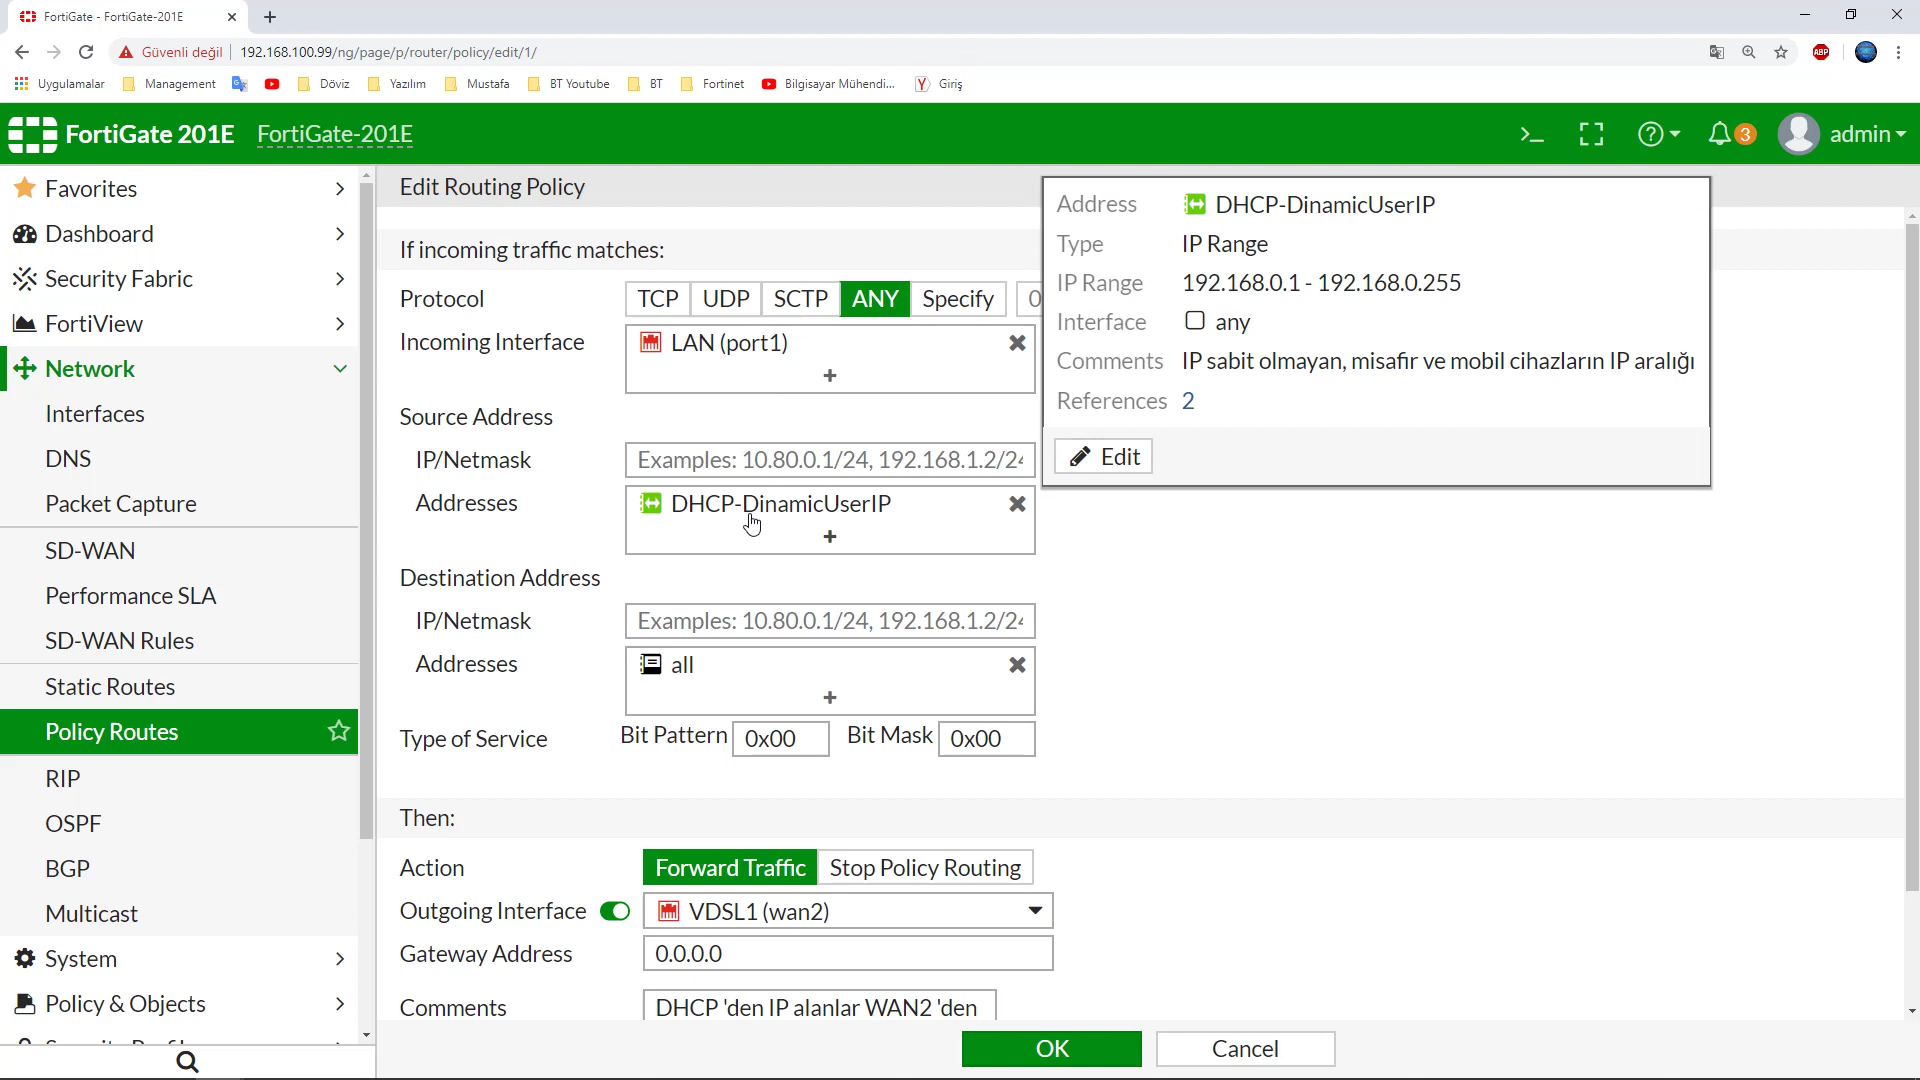 FortiGate - FortiGate-201E
Güvenli değil
192.168.100.99/ng/page/p/router/policy/edit/1/
ABP
Uygulamalar
Management
Döviz
Yazılım
Mustafa
BT Youtube
BT
Fortinet
Bilgisayar Mühendi...
Y Giriş
FortiGate 201E
FortiGate-201E
>_
?
3
admin
Favorites
Dashboard
Security Fabric
FortiView
Network
Interfaces
DNS
Packet Capture
SD-WAN
Performance SLA
SD-WAN Rules
Static Routes
Policy Routes
RIP
OSPF
BGP
Multicast
System
Policy & Objects
Edit Routing Policy
If incoming traffic matches:
Protocol TCP UDP SCTP ANY Specify 0
Incoming Interface LAN (port1)
+
Source Address
IP/Netmask Examples: 10.80.0.1/24, 192.168.1.2/24
Addresses DHCP-DinamicUserIP
+
Destination Address
IP/Netmask Examples: 10.80.0.1/24, 192.168.1.2/24
Addresses all
+
Type of Service Bit Pattern 0x00 Bit Mask 0x00
Then:
Action Forward Traffic Stop Policy Routing
Outgoing Interface VDSL1 (wan2)
Gateway Address 0.0.0.0
Comments DHCP 'den IP alanlar WAN2 'den
OK Cancel
Address DHCP-DinamicUserIP
Type IP Range
IP Range 192.168.0.1 - 192.168.0.255
Interface any
Comments IP sabit olmayan, misafir ve mobil cihazların IP aralığı
References 2
Edit